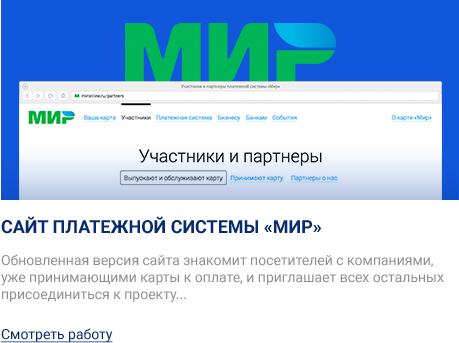 МИР
Участники и партнеры платежной системы «Мир»
mironline.ru/partners
МИР Ваша карта Участники Платежная система Бизнесу Банкам События О карте «Мир»
Участники и партнеры
Выпускают и обслуживают карту Принимают карту Партнеры о нас
САЙТ ПЛАТЕЖНОЙ СИСТЕМЫ «МИР»
Обновленная версия сайта знакомит посетителей с компаниями,
уже принимающими карты к оплате, и приглашает всех остальных
присоединиться к проекту...
Смотреть работу